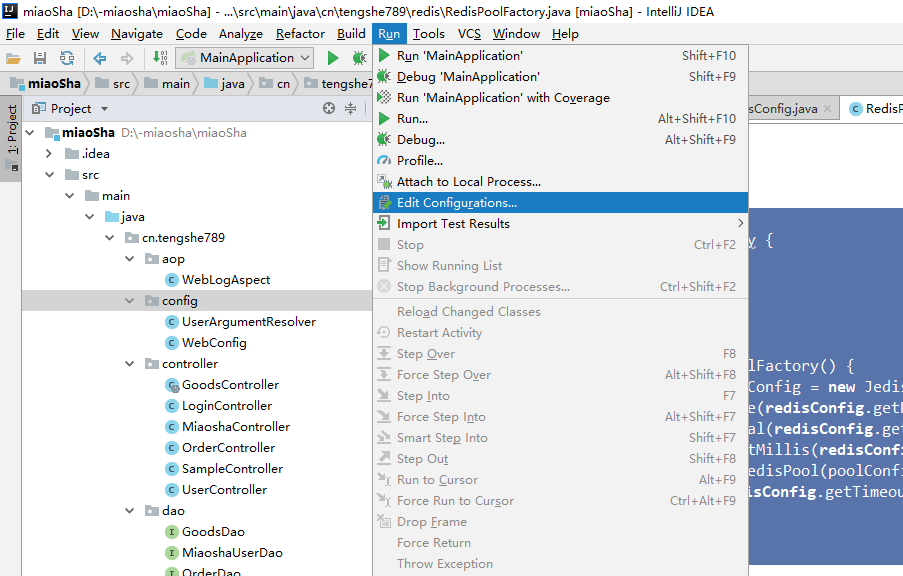 miaoSha [D:\-miaosha\miaoSha] - ...\src\main\java\cn\tengshe789\redis\RedisPoolFactory.java [miaoSha] - IntelliJ IDEA
File Edit View Navigate Code Analyze Refactor Build Run Tools VCS Window Help
MainApplication
miaoSha src main java cn tengshe7
sConfig.java RedisP
1: Project
Project
miaoSha D:\-miaosha\miaoSha
.idea
src
main
java
cn.tengshe789
aop
WebLogAspect
config
UserArgumentResolver
WebConfig
controller
GoodsController
LoginController
MiaoshaController
OrderController
SampleController
UserController
dao
GoodsDao
MiaoshaUserDao
OrderDao
Run 'MainApplication' Shift+F10
Debug 'MainApplication' Shift+F9
Run 'MainApplication' with Coverage
Run... Alt+Shift+F10
Debug... Alt+Shift+F9
Profile...
Attach to Local Process...
Edit Configurations...
Import Test Results
Stop Ctrl+F2
Show Running List
Stop Background Processes... Ctrl+Shift+F2
Reload Changed Classes
Restart Activity
Step Over F8
Force Step Over Alt+Shift+F8
Step Into F7
Force Step Into Alt+Shift+F7
Smart Step Into Shift+F7
Step Out Shift+F8
Run to Cursor Alt+F9
Force Run to Cursor Ctrl+Alt+F9
Drop Frame
Force Return
Throw Exception
y {
lFactory() {
Config = new Jedis
e(redisConfig.getP
al(redisConfig.get
tMillis(redisConfi
edisPool(poolConfi
isConfig.getTimeou